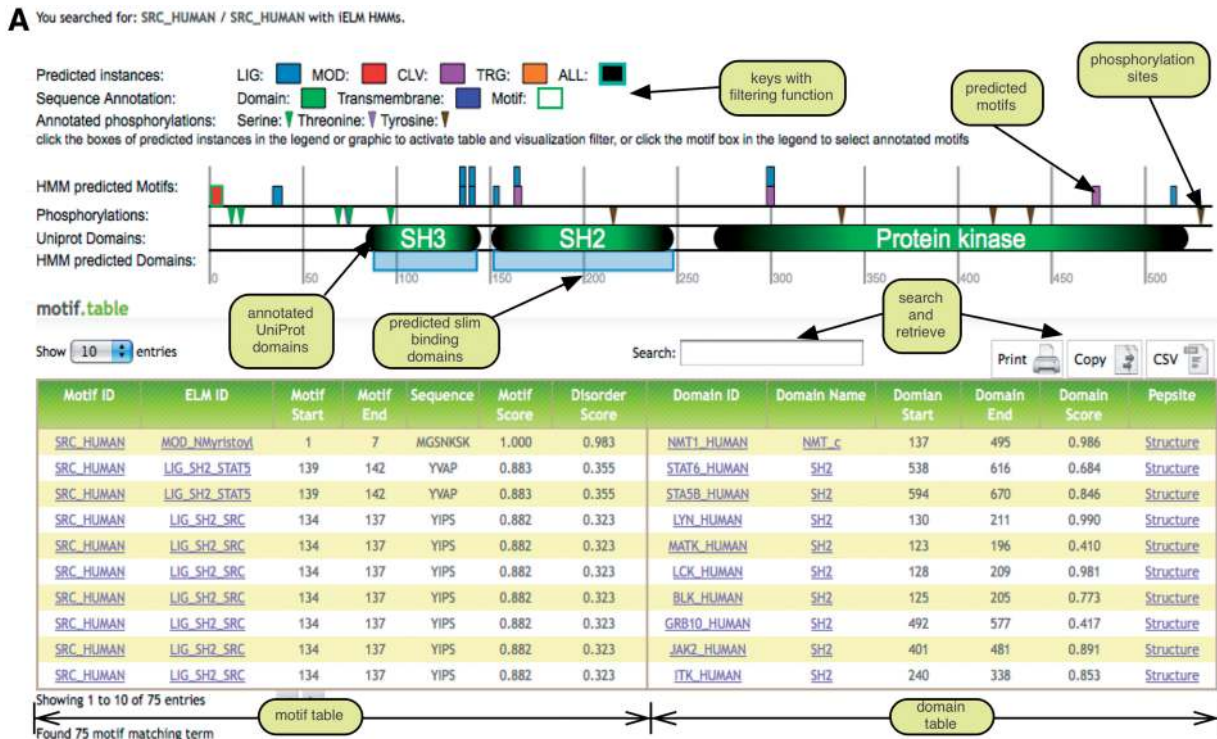 A You searched for: SRC_HUMAN / SRC_HUMAN with iELM HMMs.
Predicted instances: LIG: MOD: CLV: TRG: ALL:
Sequence Annotation: Domain: Transmembrane: Motif:
Annotated phosphorylations: Serine: Threonine: Tyrosine:
click the boxes of predicted instances in the legend or graphic to activate table and visualization filter, or click the motif box in the legend to select annotated motifs
keys with
filtering function
predicted
motifs
phosphorylation
sites
HMM predicted Motifs:
Phosphorylations:
Uniprot Domains: SH3 SH2 Protein kinase
HMM predicted Domains:
0 50 100 150 200 250 300 350 400 450 500
annotated
UniProt
domains
predicted slim
binding
domains
search
and
retrieve
motif.table
Show 10 entries Search: Print Copy CSV
Motif ID ELM ID Motif Start Motif End Sequence Motif Score Disorder Score Domain ID Domain Name Domian Start Domain End Domain Score Pepsite
SRC_HUMAN MOD_NMyristoyl 1 7 MGSNKSK 1.000 0.983 NMT1_HUMAN NMT_c 137 495 0.986 Structure
SRC_HUMAN LIG_SH2_STAT5 139 142 YVAP 0.883 0.355 STAT6_HUMAN SH2 538 616 0.684 Structure
SRC_HUMAN LIG_SH2_STAT5 139 142 YVAP 0.883 0.355 STA5B_HUMAN SH2 594 670 0.846 Structure
SRC_HUMAN LIG_SH2_SRC 134 137 YIPS 0.882 0.323 LYN_HUMAN SH2 130 211 0.990 Structure
SRC_HUMAN LIG_SH2_SRC 134 137 YIPS 0.882 0.323 MATK_HUMAN SH2 123 196 0.410 Structure
SRC_HUMAN LIG_SH2_SRC 134 137 YIPS 0.882 0.323 LCK_HUMAN SH2 128 209 0.981 Structure
SRC_HUMAN LIG_SH2_SRC 134 137 YIPS 0.882 0.323 BLK_HUMAN SH2 125 205 0.773 Structure
SRC_HUMAN LIG_SH2_SRC 134 137 YIPS 0.882 0.323 GRB10_HUMAN SH2 492 577 0.417 Structure
SRC_HUMAN LIG_SH2_SRC 134 137 YIPS 0.882 0.323 JAK2_HUMAN SH2 401 481 0.891 Structure
SRC_HUMAN LIG_SH2_SRC 134 137 YIPS 0.882 0.323 ITK_HUMAN SH2 240 338 0.853 Structure
Showing 1 to 10 of 75 entries
motif table
domain
table
Found 75 motif matching term